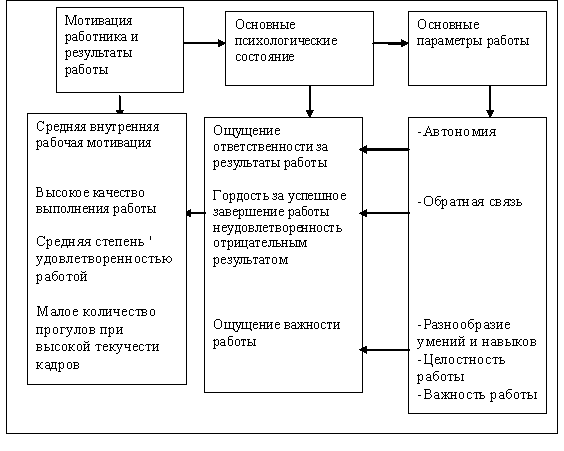 Мотивация
работника и
результаты
работы
Основные
психологические
состояние
Основные
параметры работы
Средняя внутренняя
рабочая мотивация
Высокое качество
выполнения работы
Средняя степень '
удовлетворенностью
работой
Малое количество
прогулов при
высокой текучести
кадров
Ощущение
ответственности за
результаты работы
Гордость за успешное
завершение работы
неудовлетворенность
отрицательным
результатом
Ощущение важности
работы
-Автономия
-Обратная связь
-Разнообразие
умений и навыков
-Целостность
работы
-Важность работы